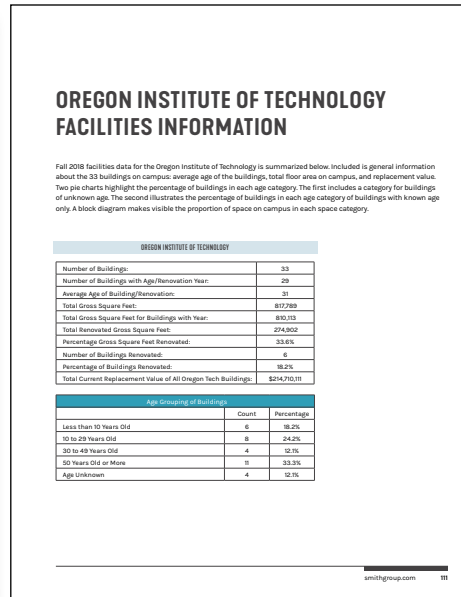 OREGON INSTITUTE OF TECHNOLOGY
FACILITIES INFORMATION
Fall 2018 facilities data for the Oregon Institute of Technology is summarized below. Included is general information
about the 33 buildings on campus: average age of the buildings, total floor area on campus, and replacement value.
Two pie charts highlight the percentage of buildings in each age category. The first includes a category for buildings
of unknown age. The second illustrates the percentage of buildings in each age category of buildings with known age
only. A block diagram makes visible the proportion of space on campus in each space category.
OREGON INSTITUTE OF TECHNOLOGY
Number of Buildings: 33
Number of Buildings with Age/Renovation Year: 29
Average Age of Building/Renovation: 31
Total Gross Square Feet: 817,789
Total Gross Square Feet for Buildings with Year: 810,113
Total Renovated Gross Square Feet: 274,902
Percentage Gross Square Feet Renovated: 33.6%
Number of Buildings Renovated: 6
Percentage of Buildings Renovated: 18.2%
Total Current Replacement Value of All Oregon Tech Buildings: $214,710,111
Age Grouping of Buildings
Count Percentage
Less than 10 Years Old 6 18.2%
10 to 29 Years Old 8 24.2%
30 to 49 Years Old 4 12.1%
50 Years Old or More 11 33.3%
Age Unknown 4 12.1%
smithgroup.com 111